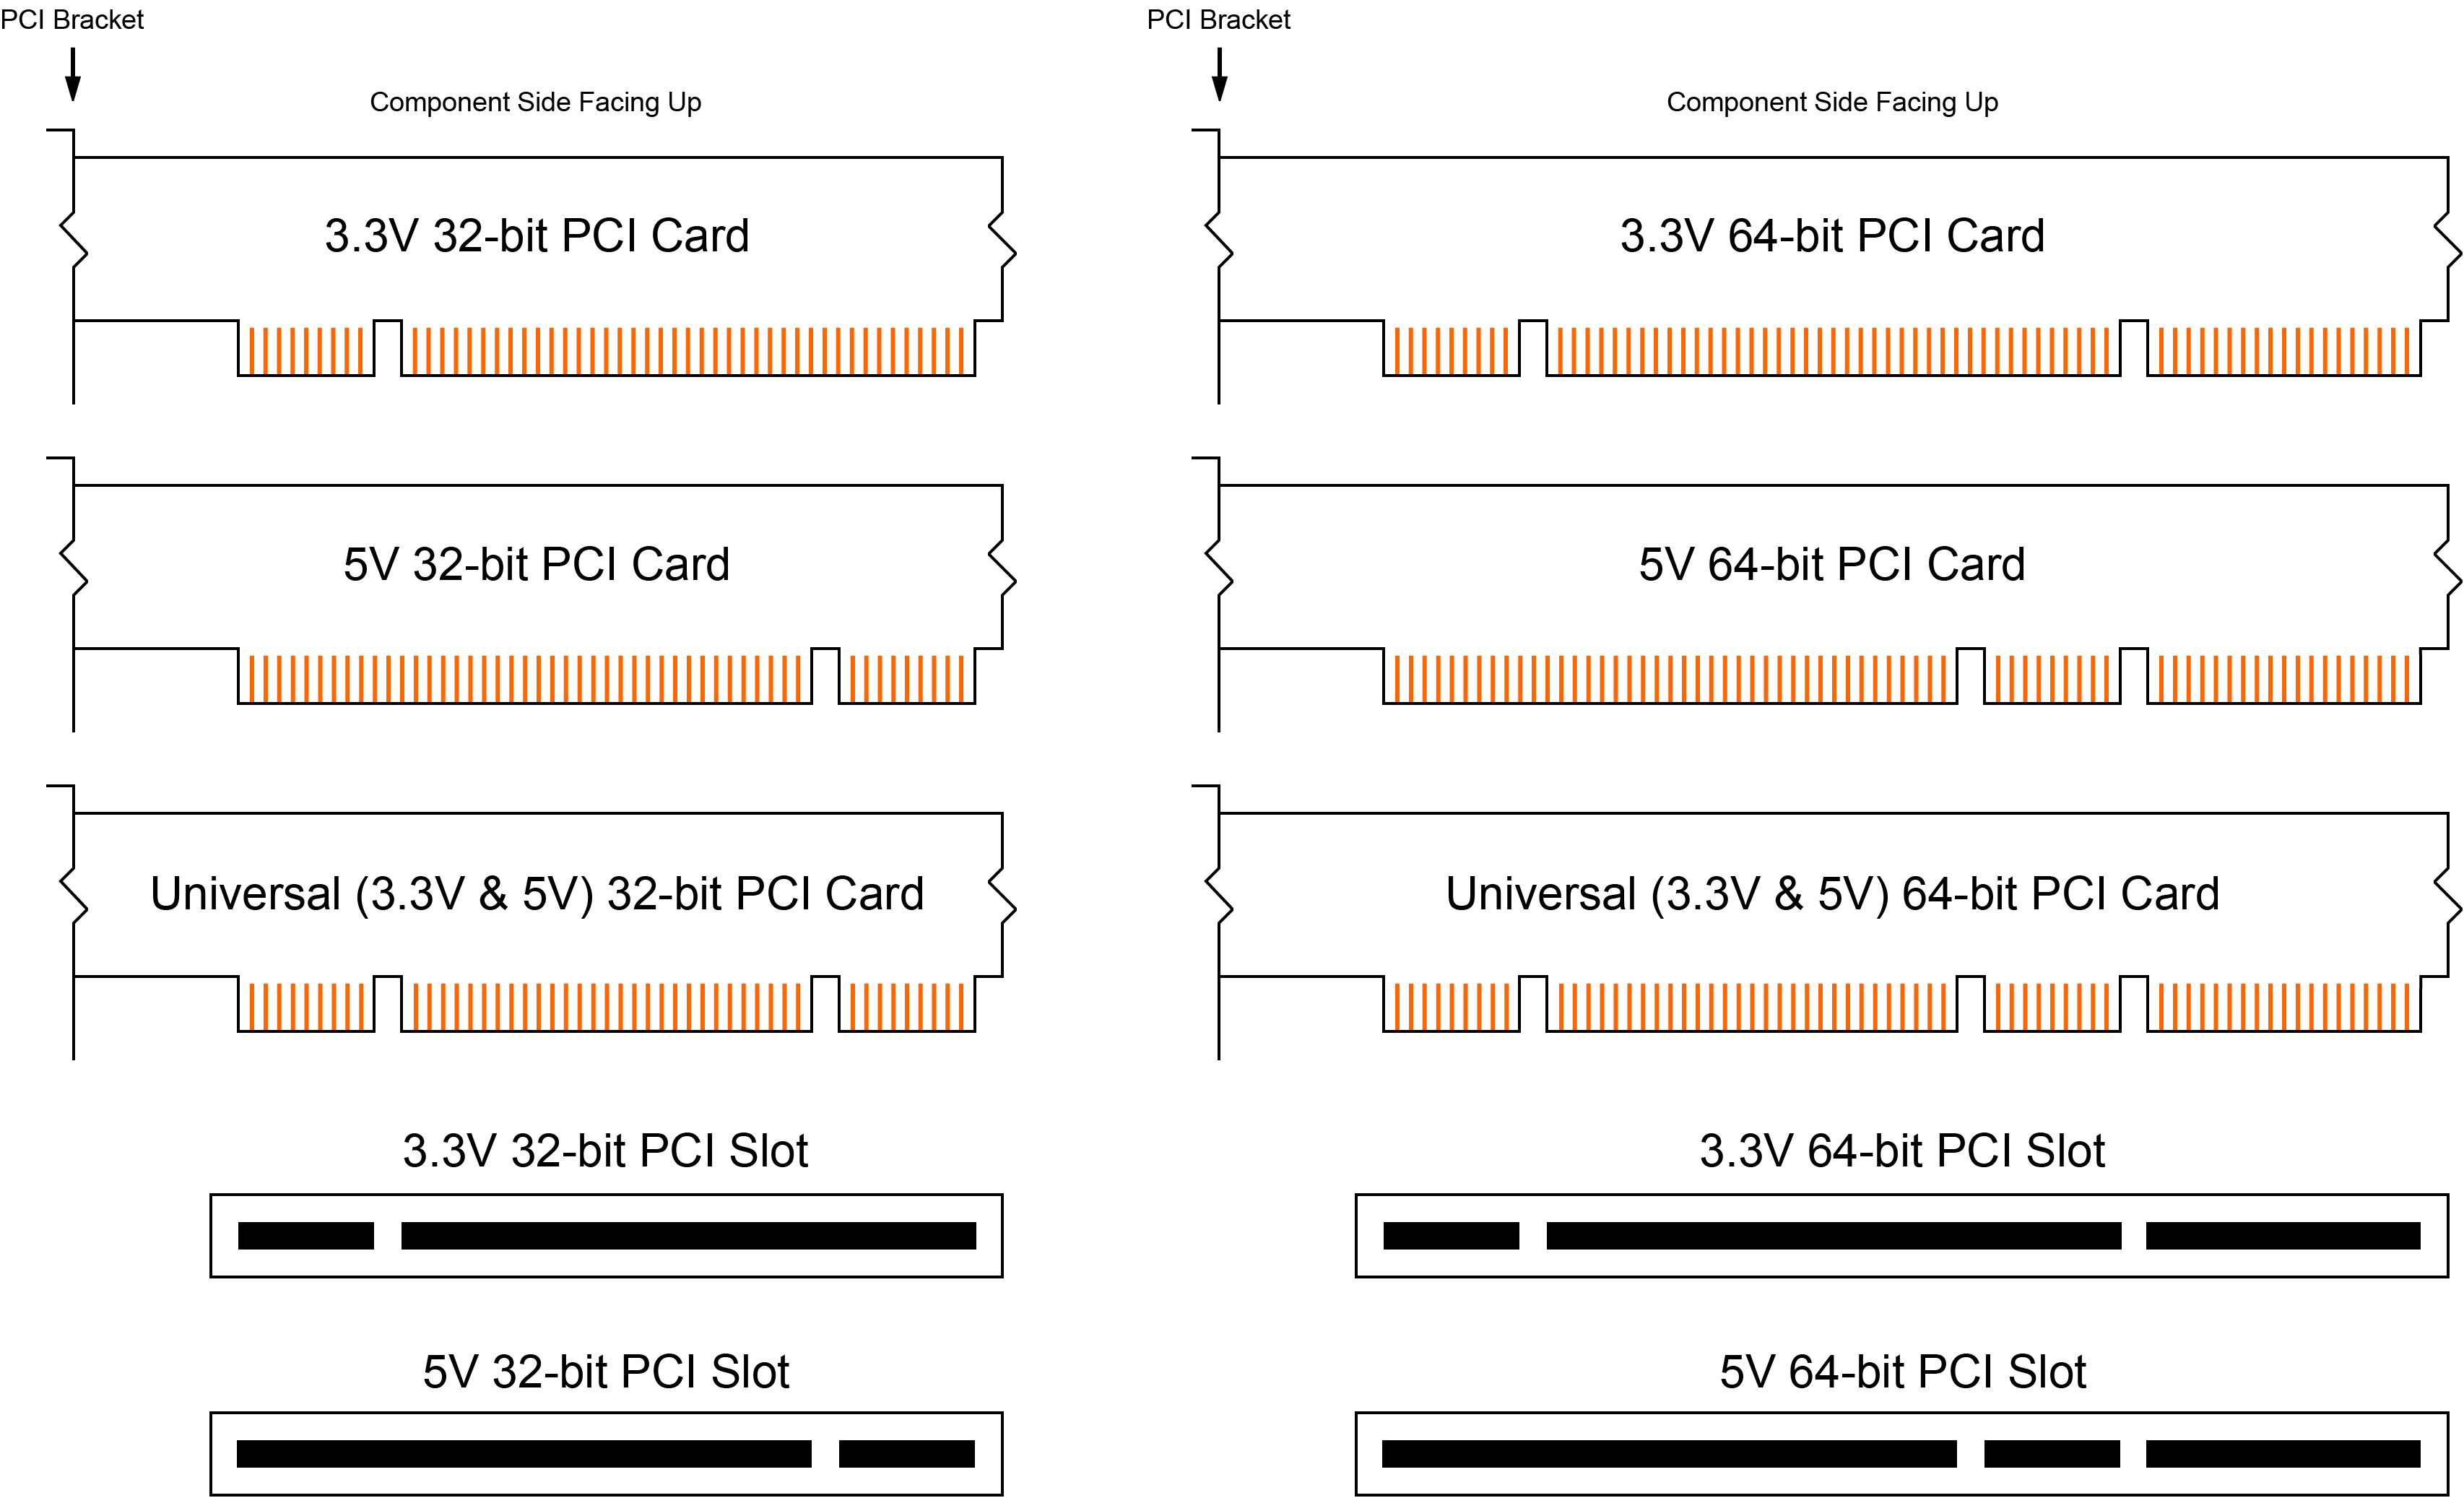 PCI Bracket
PCI Bracket
Component Side Facing Up
Component Side Facing Up
3.3V 32-bit PCI Card
3.3V 64-bit PCI Card
5V 32-bit PCI Card
5V 64-bit PCI Card
Universal (3.3V & 5V) 32-bit PCI Card
Universal (3.3V & 5V) 64-bit PCI Card
3.3V 32-bit PCI Slot
3.3V 64-bit PCI Slot
5V 32-bit PCI Slot
5V 64-bit PCI Slot